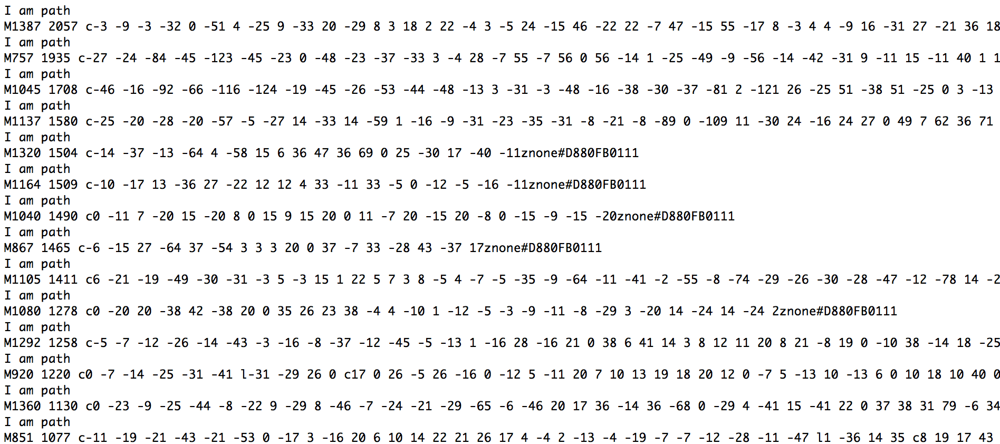 I am path
M1387 2057 c-3 -9 -3 -32 0 -51 4 -25 9 -33 20 -29 8 3 18 2 22 -4 3 -5 24 -15 46 -22 22 -7 47 -15 55 -17 8 -3 4 4 -9 16 -31 27 -21 36 18
I am path
M757 1935 c-27 -24 -84 -45 -123 -45 -23 0 -48 -23 -37 -33 3 -4 28 -7 55 -7 56 0 56 -14 1 -25 -49 -9 -56 -14 -42 -31 9 -11 15 -11 40 1 1
I am path
M1045 1708 c-46 -16 -92 -66 -116 -124 -19 -45 -26 -53 -44 -48 -13 3 -31 -3 -48 -16 -38 -30 -37 -81 2 -121 26 -25 51 -38 51 -25 0 3 -13
I am path
M1137 1580 c-25 -20 -28 -20 -57 -5 -27 14 -33 14 -59 1 -16 -9 -31 -23 -35 -31 -8 -21 -8 -89 0 -109 11 -30 24 -16 24 27 0 49 7 62 36 71
I am path
M1320 1504 c-14 -37 -13 -64 4 -58 15 6 36 47 36 69 0 25 -30 17 -40 -11znone#D880FB0111
I am path
M1164 1509 c-10 -17 13 -36 27 -22 12 12 4 33 -11 33 -5 0 -12 -5 -16 -11znone#D880FB0111
I am path
M1040 1490 c0 -11 7 -20 15 -20 8 0 15 9 15 20 0 11 -7 20 -15 20 -8 0 -15 -9 -15 -20znone#D880FB0111
I am path
M867 1465 c-6 -15 27 -64 37 -54 3 3 3 20 0 37 -7 33 -28 43 -37 17znone#D880FB0111
I am path
M1105 1411 c6 -21 -19 -49 -30 -31 -3 5 -3 15 1 22 5 7 3 8 -5 4 -7 -5 -35 -9 -64 -11 -41 -2 -55 -8 -74 -29 -26 -30 -28 -47 -12 -78 14 -2
I am path
M1080 1278 c0 -20 20 -38 42 -38 20 0 35 26 23 38 -4 4 -10 1 -12 -5 -3 -9 -11 -8 -29 3 -20 14 -24 14 -24 2znone#D880FB0111
I am path
M1292 1258 c-5 -7 -12 -26 -14 -43 -3 -16 -8 -37 -12 -45 -5 -13 1 -16 28 -16 21 0 38 6 41 14 3 8 12 11 20 8 21 -8 19 0 -10 38 -14 18 -25
I am path
M920 1220 c0 -7 -14 -25 -31 -41 l-31 -29 26 0 c17 0 26 -5 26 -16 0 -12 5 -11 20 7 10 13 19 18 20 12 0 -7 5 -13 10 -13 6 0 10 18 10 40 0
I am path
M1360 1130 c0 -23 -9 -25 -44 -8 -22 9 -29 8 -46 -7 -24 -21 -29 -65 -6 -46 20 17 36 -14 36 -68 0 -29 4 -41 15 -41 22 0 37 38 31 79 -6 34
I am path
M851 1077 c-11 -19 -21 -43 -21 -53 0 -17 3 -16 20 6 10 14 22 21 26 17 4 -4 2 -13 -4 -19 -7 -7 -12 -28 -11 -47 l1 -36 14 35 c8 19 17 43